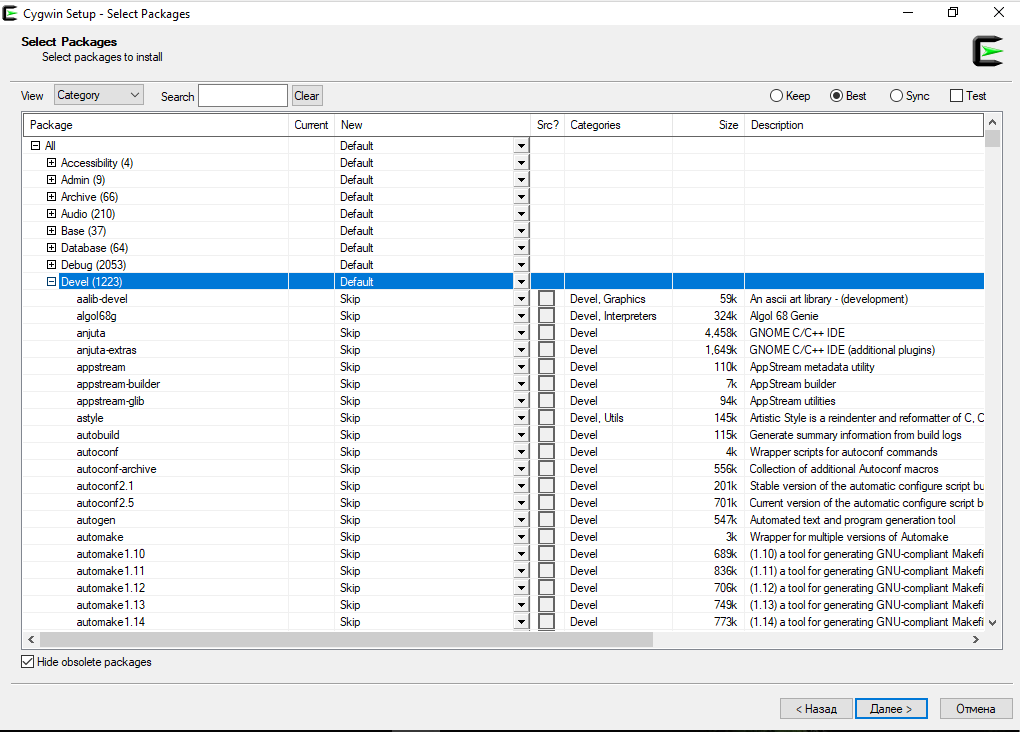 Cygwin Setup - Select Packages
Select Packages
Select packages to install
View Category Search Clear Keep Best Sync Test
Package Current New Src? Categories Size Description
All Default
Accessibility (4) Default
Admin (9) Default
Archive (66) Default
Audio (210) Default
Base (37) Default
Database (64) Default
Debug (2053) Default
Devel (1223) Default
aalib-devel Skip Devel, Graphics 59k An ascii art library - (development)
algol68g Skip Devel, Interpreters 324k Algol 68 Genie
anjuta Skip Devel 4,458k GNOME C/C++ IDE
anjuta-extras Skip Devel 1,649k GNOME C/C++ IDE (additional plugins)
appstream Skip Devel 110k AppStream metadata utility
appstream-builder Skip Devel 7k AppStream builder
appstream-glib Skip Devel 94k AppStream utilities
astyle Skip Devel, Utils 145k Artistic Style is a reindenter and reformatter of C, C
autobuild Skip Devel 115k Generate summary information from build logs
autoconf Skip Devel 4k Wrapper scripts for autoconf commands
autoconf-archive Skip Devel 556k Collection of additional Autoconf macros
autoconf2.1 Skip Devel 201k Stable version of the automatic configure script bu
autoconf2.5 Skip Devel 701k Current version of the automatic configure script b
autogen Skip Devel 547k Automated text and program generation tool
automake Skip Devel 3k Wrapper for multiple versions of Automake
automake1.10 Skip Devel 689k (1.10) a tool for generating GNU-compliant Makefi
automake1.11 Skip Devel 836k (1.11) a tool for generating GNU-compliant Makefi
automake1.12 Skip Devel 706k (1.12) a tool for generating GNU-compliant Makefi
automake1.13 Skip Devel 749k (1.13) a tool for generating GNU-compliant Makefi
automake1.14 Skip Devel 773k (1.14) a tool for generating GNU-compliant Makefi
Hide obsolete packages
< Назад Далее > Отмена